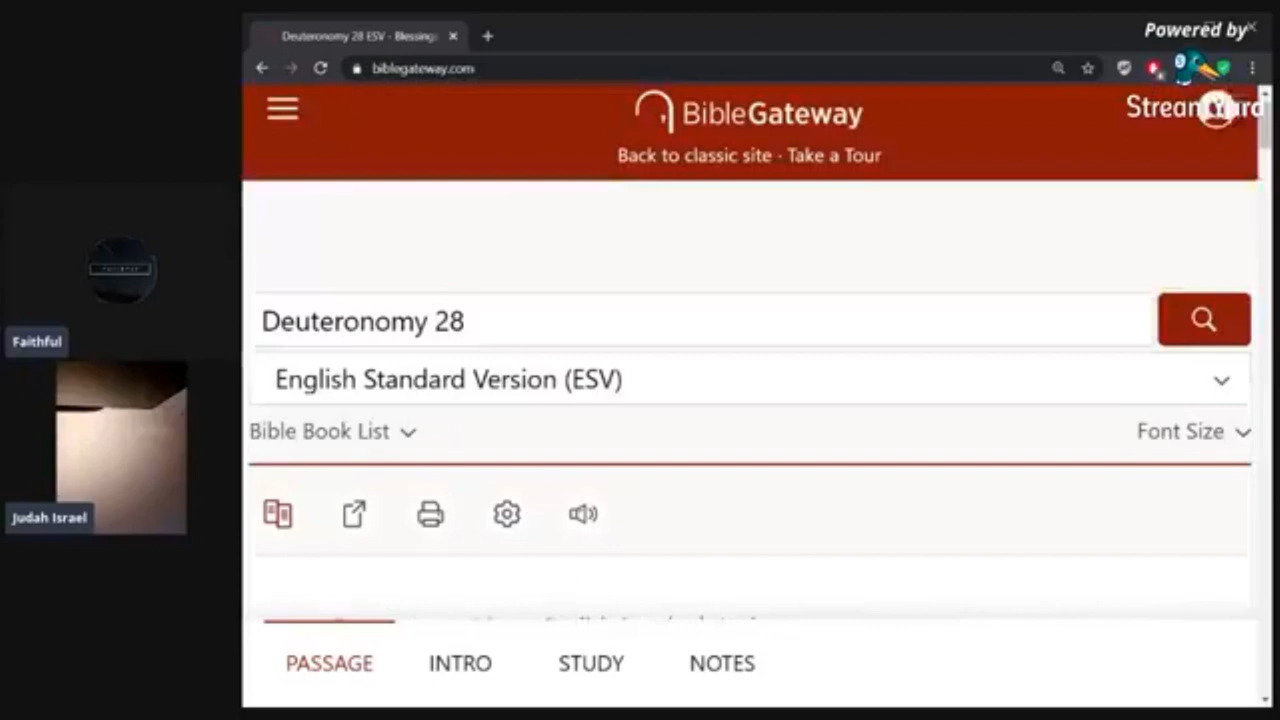 Deuteronomy 28 ESV - Blessings
Powered by
biblegateway.com
StreamYard
BibleGateway
Back to classic site · Take a Tour
Deuteronomy 28
English Standard Version (ESV)
Bible Book List
Font Size
Faithful
Judah Israel
PASSAGE
INTRO
STUDY
NOTES